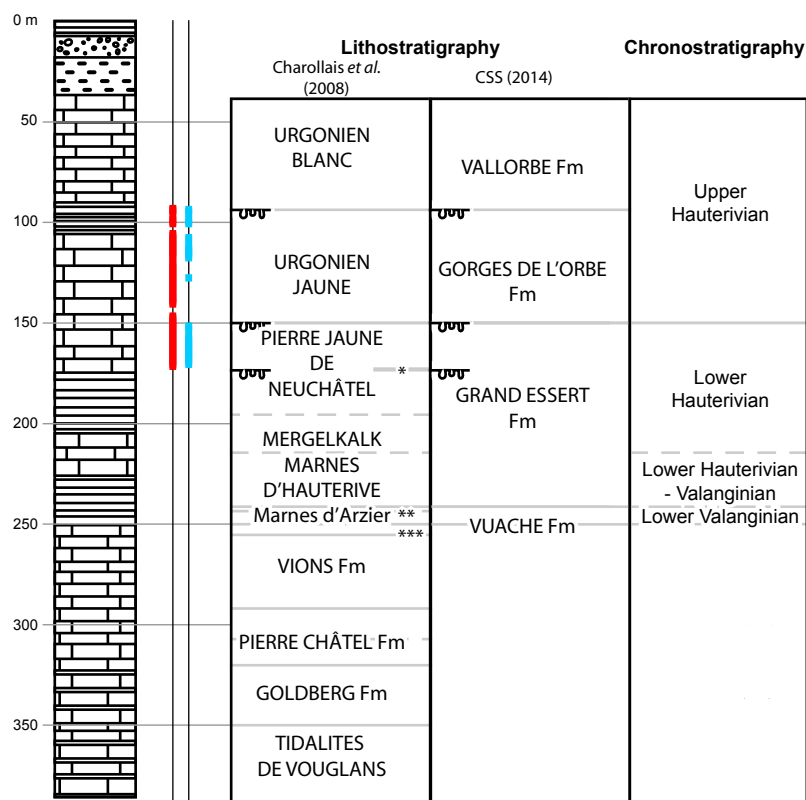 0 m
50
100
150
200
250
300
350
Lithostratigraphy
Chronostratigraphy
Charollais et al.
(2008)
CSS (2014)
URGONIEN
BLANC
URGONIEN
JAUNE
PIERRE JAUNE
DE
NEUCHÂTEL
*
MERGELKALK
MARNES
D'HAUTERIVE
Marnes d'Arzier **
***
VIONS Fm
PIERRE CHÂTEL Fm
GOLDBERG Fm
TIDALITES
DE VOUGLANS
VALLORBE Fm
GORGES DE L'ORBE
Fm
GRAND ESSERT
Fm
VUACHE Fm
Upper
Hauterivian
Lower
Hauterivian
Lower Hauterivian
- Valanginian
Lower Valanginian